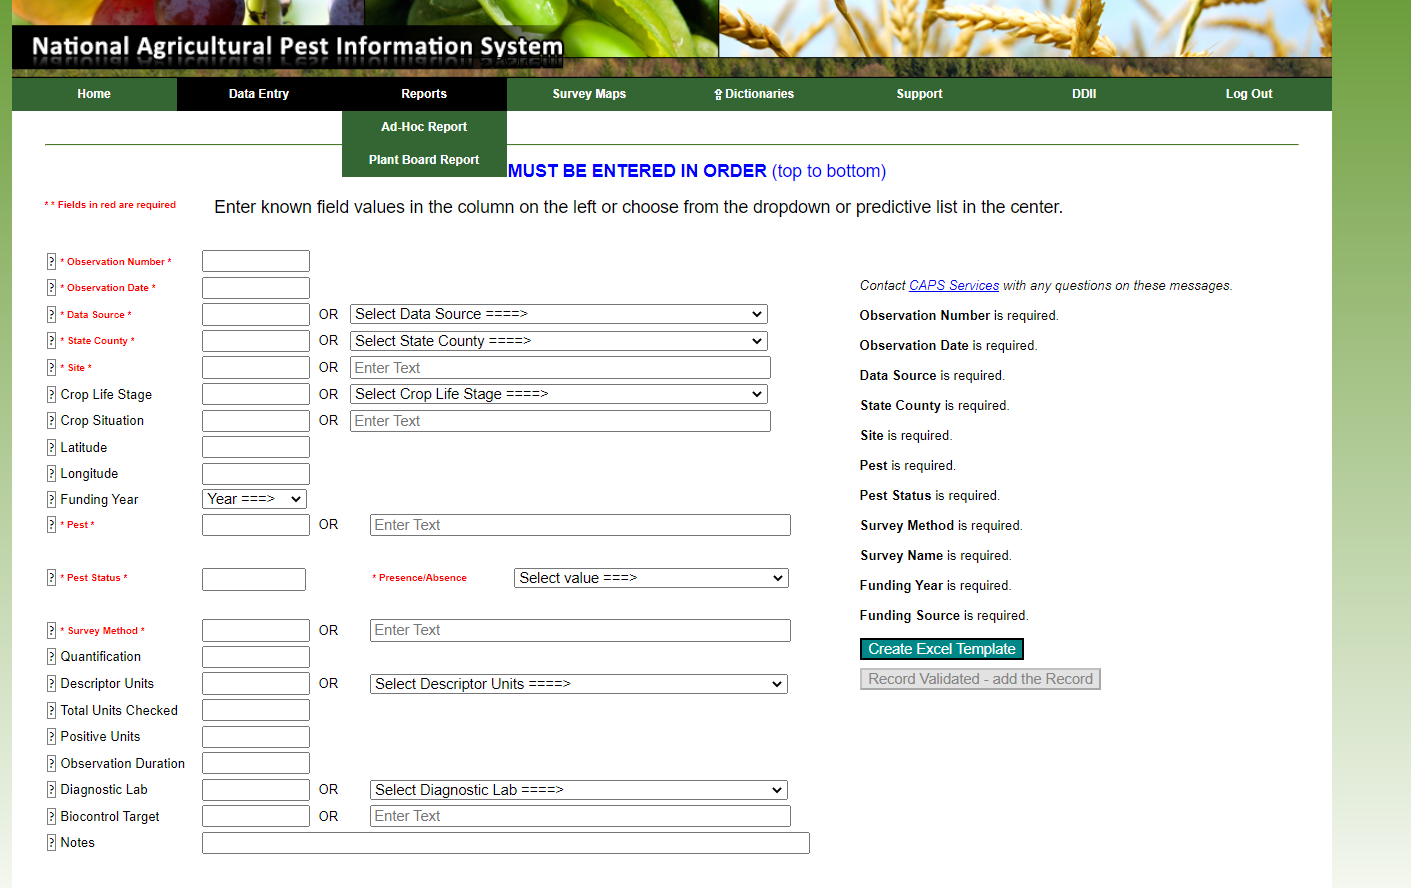 National Agricultural Pest Information System
Home Data Entry Reports Survey Maps ⇪ Dictionaries Support DDII Log Out
Ad-Hoc Report
Plant Board Report
MUST BE ENTERED IN ORDER (top to bottom)
* * Fields in red are required
Enter known field values in the column on the left or choose from the dropdown or predictive list in the center.
? * Observation Number *
? * Observation Date *
? * Data Source * OR Select Data Source ====>
? * State County * OR Select State County ====>
? * Site * OR Enter Text
? Crop Life Stage OR Select Crop Life Stage ====>
? Crop Situation OR Enter Text
? Latitude
? Longitude
? Funding Year Year ===>
? * Pest * OR Enter Text
? * Pest Status * * Presence/Absence Select value ===>
? * Survey Method * OR Enter Text
? Quantification
? Descriptor Units OR Select Descriptor Units ====>
? Total Units Checked
? Positive Units
? Observation Duration
? Diagnostic Lab OR Select Diagnostic Lab ====>
? Biocontrol Target OR Enter Text
? Notes
Contact CAPS Services with any questions on these messages.
Observation Number is required.
Observation Date is required.
Data Source is required.
State County is required.
Site is required.
Pest is required.
Pest Status is required.
Survey Method is required.
Survey Name is required.
Funding Year is required.
Funding Source is required.
Create Excel Template
Record Validated - add the Record